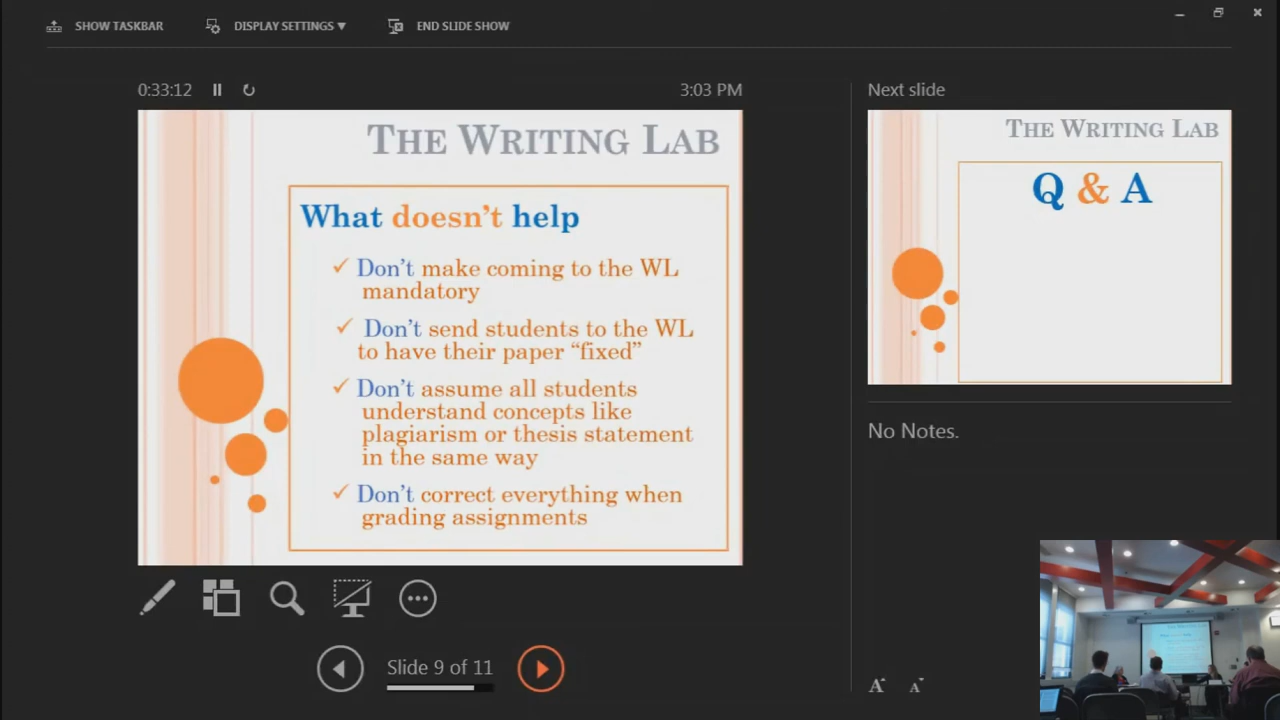 SHOW TASKBAR
DISPLAY SETTINGS ▼
END SLIDE SHOW
0:33:12
3:03 PM
THE WRITING LAB
What doesn't help
✓ Don't make coming to the WL
mandatory
✓ Don't send students to the WL
to have their paper “fixed”
✓ Don't assume all students
understand concepts like
plagiarism or thesis statement
in the same way
✓ Don't correct everything when
grading assignments
Slide 9 of 11
Next slide
THE WRITING LAB
Q & A
No Notes.
A A